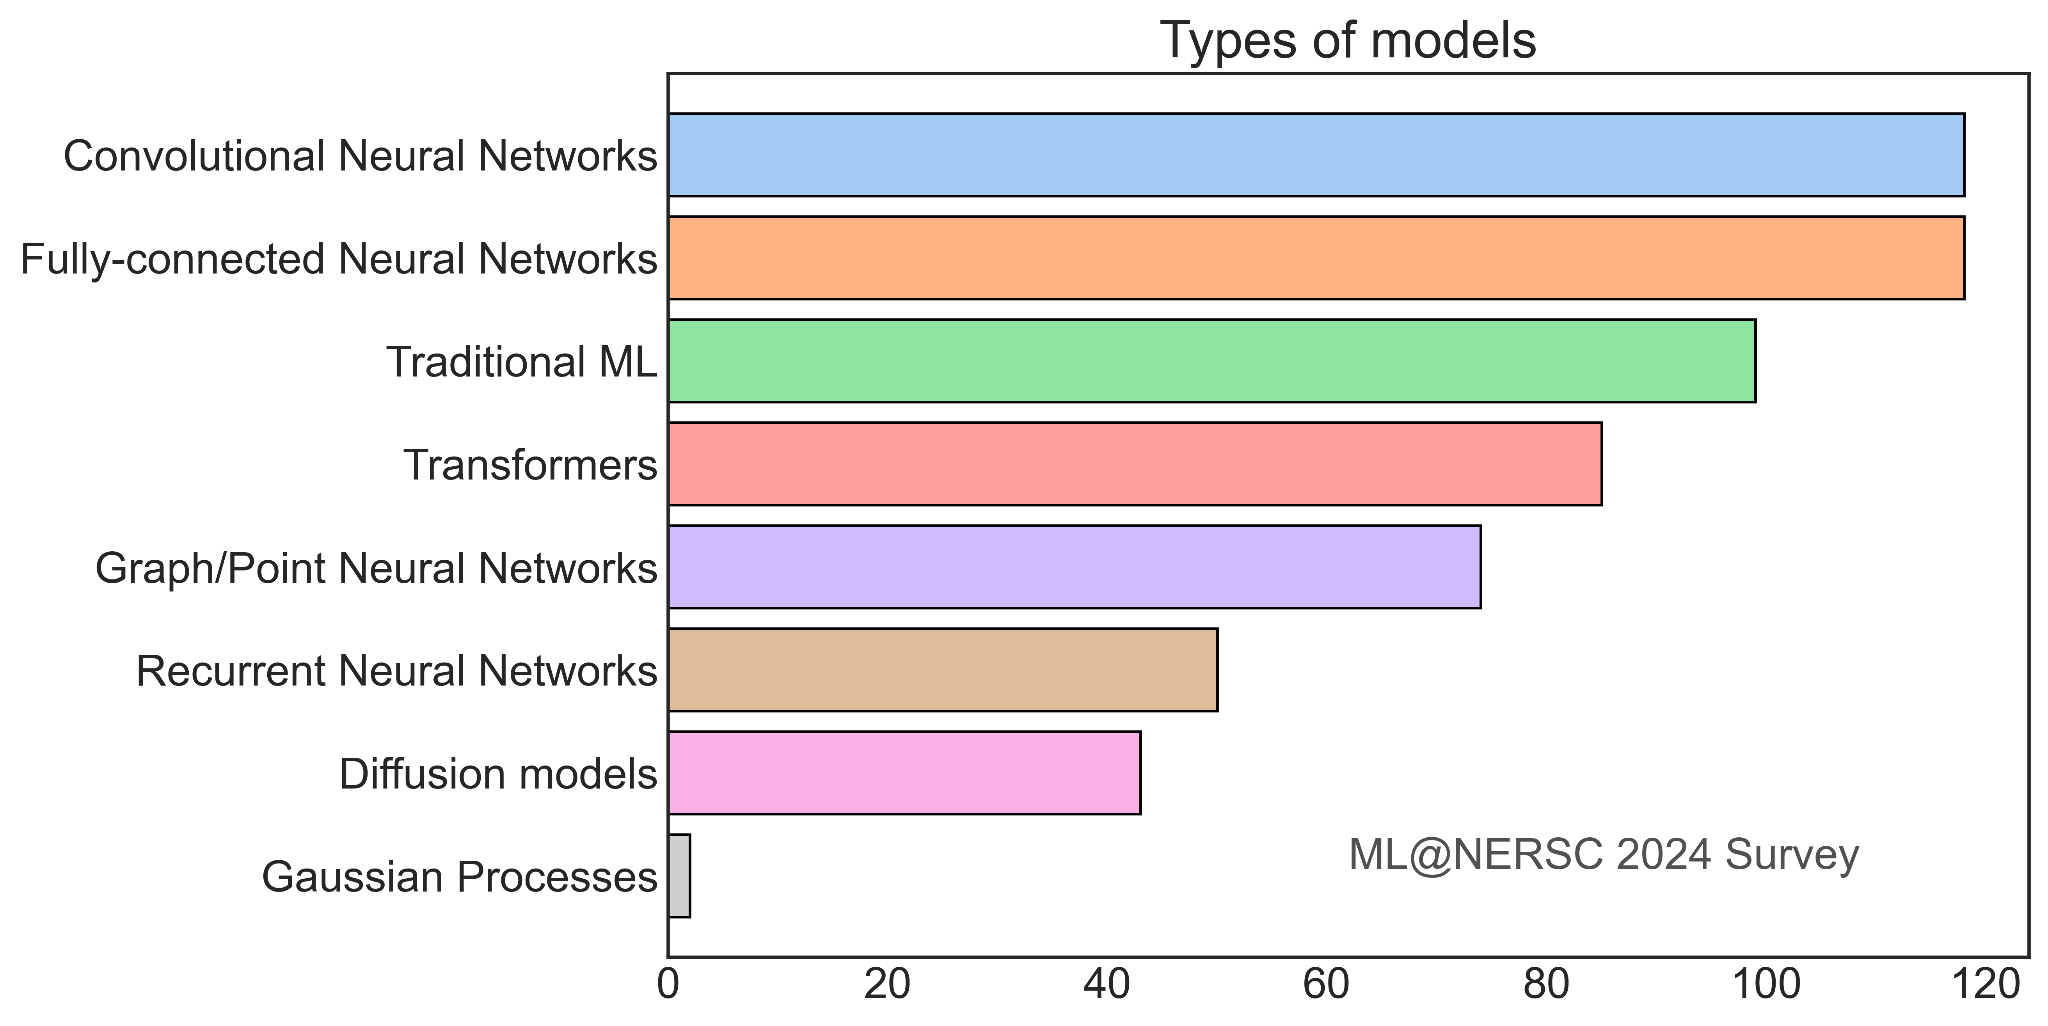 Types of models
Convolutional Neural Networks
Fully-connected Neural Networks
Traditional ML
Transformers
Graph/Point Neural Networks
Recurrent Neural Networks
Diffusion models
Gaussian Processes
ML@NERSC 2024 Survey
0 20 40 60 80 100 120